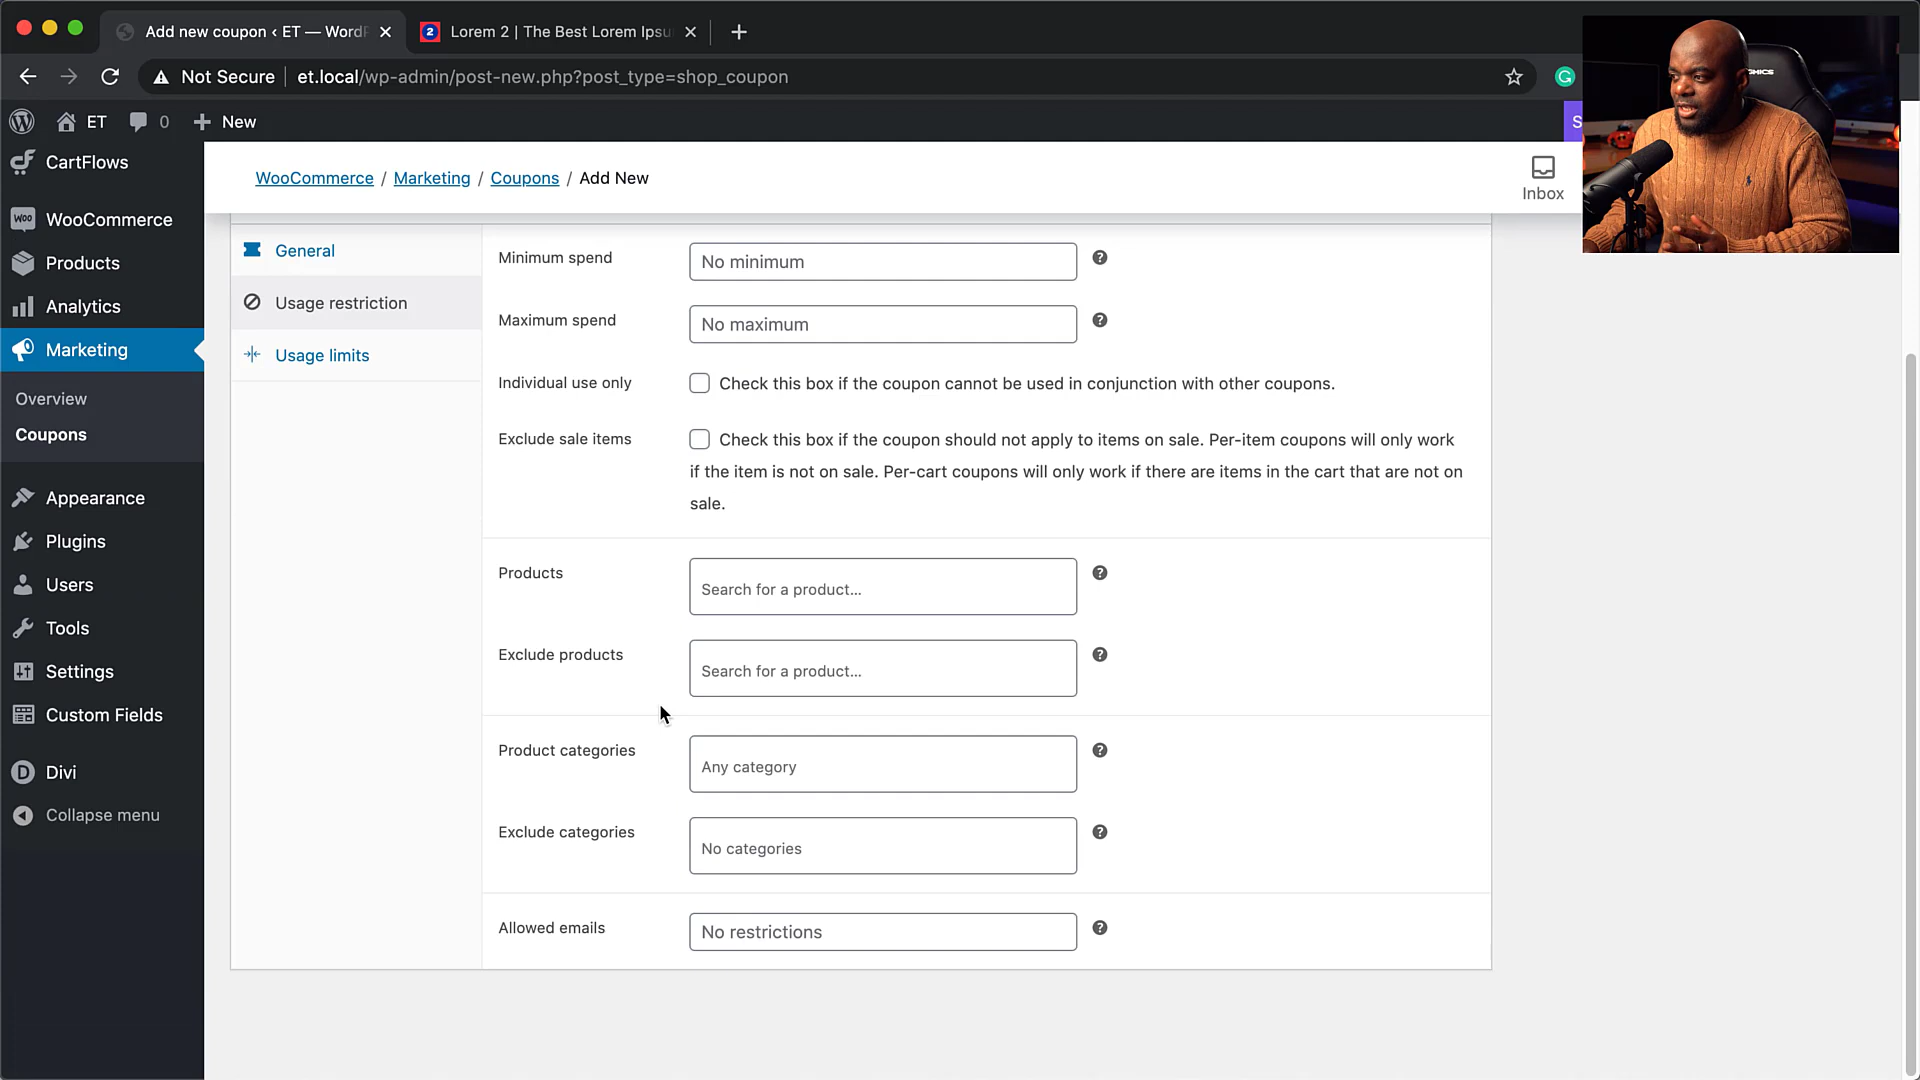 Add new coupon ‹ ET — WordP
Lorem 2 | The Best Lorem Ipsu
Not Secure
et.local/wp-admin/post-new.php?post_type=shop_coupon
ET
0
New
CartFlows
WooCommerce
Products
Analytics
Marketing
Overview
Coupons
Appearance
Plugins
Users
Tools
Settings
Custom Fields
Divi
Collapse menu
WooCommerce / Marketing / Coupons / Add New
Inbox
General
Usage restriction
Usage limits
Minimum spend
No minimum
Maximum spend
No maximum
Individual use only
Check this box if the coupon cannot be used in conjunction with other coupons.
Exclude sale items
Check this box if the coupon should not apply to items on sale. Per-item coupons will only work
if the item is not on sale. Per-cart coupons will only work if there are items in the cart that are not on
sale.
Products
Search for a product…
Exclude products
Search for a product…
Product categories
Any category
Exclude categories
No categories
Allowed emails
No restrictions